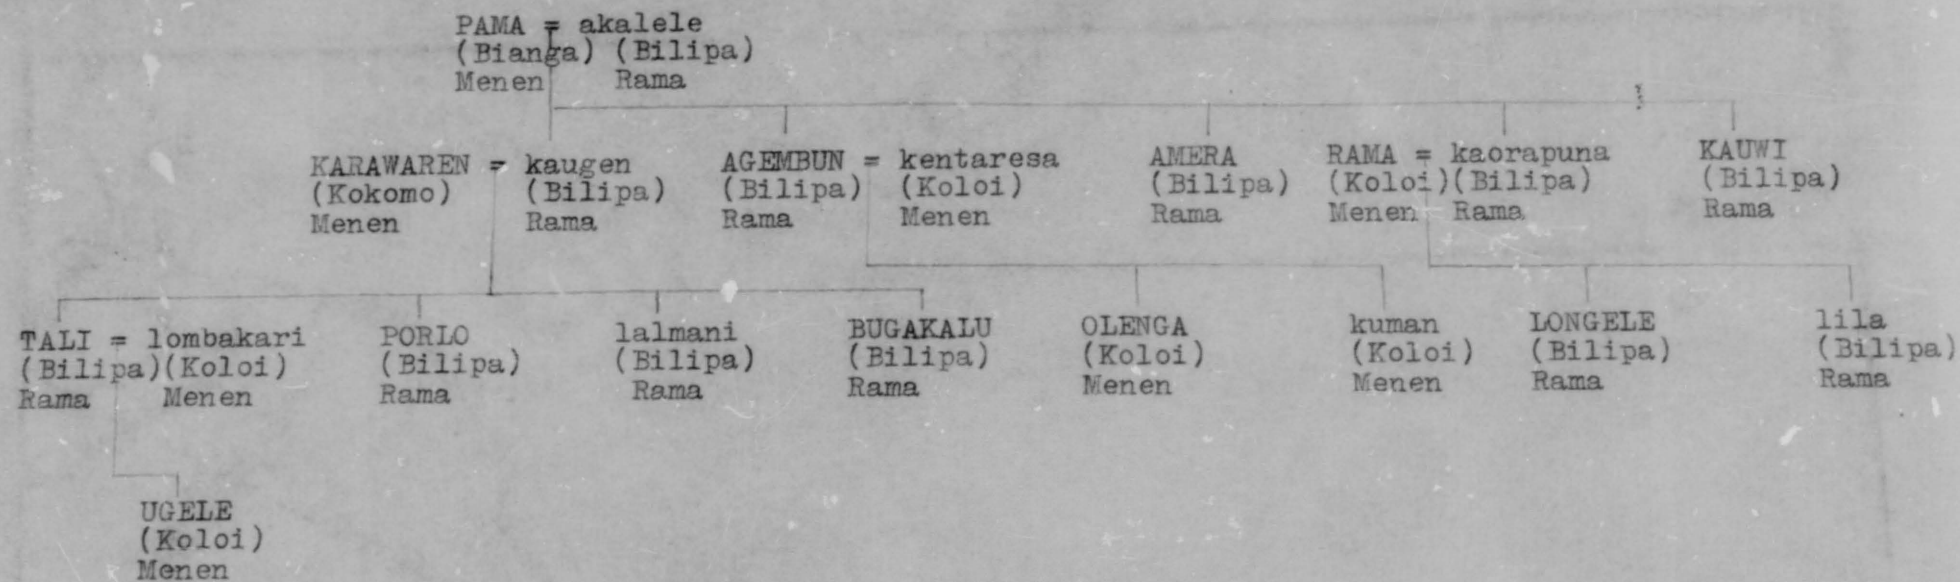 PAMA = akalele
(Bianga) (Bilipa)
Menen Rama
KARAWAREN = kaugen
(Kokomo) (Bilipa)
Menen Rama
AGEMBUN = kentaresa
(Bilipa) (Koloi)
Rama Menen
AMERA
(Bilipa)
Rama
RAMA = kaorapuna
(Koloi)(Bilipa)
Menen Rama
KAUWI
(Bilipa)
Rama
TALI = lombakari
(Bilipa)(Koloi)
Rama Menen
PORLO
(Bilipa)
Rama
lalmani
(Bilipa)
Rama
BUGAKALU
(Bilipa)
Rama
OLENGA
(Koloi)
Menen
kuman
(Koloi)
Menen
LONGELE
(Bilipa)
Rama
lila
(Bilipa)
Rama
UGELE
(Koloi)
Menen